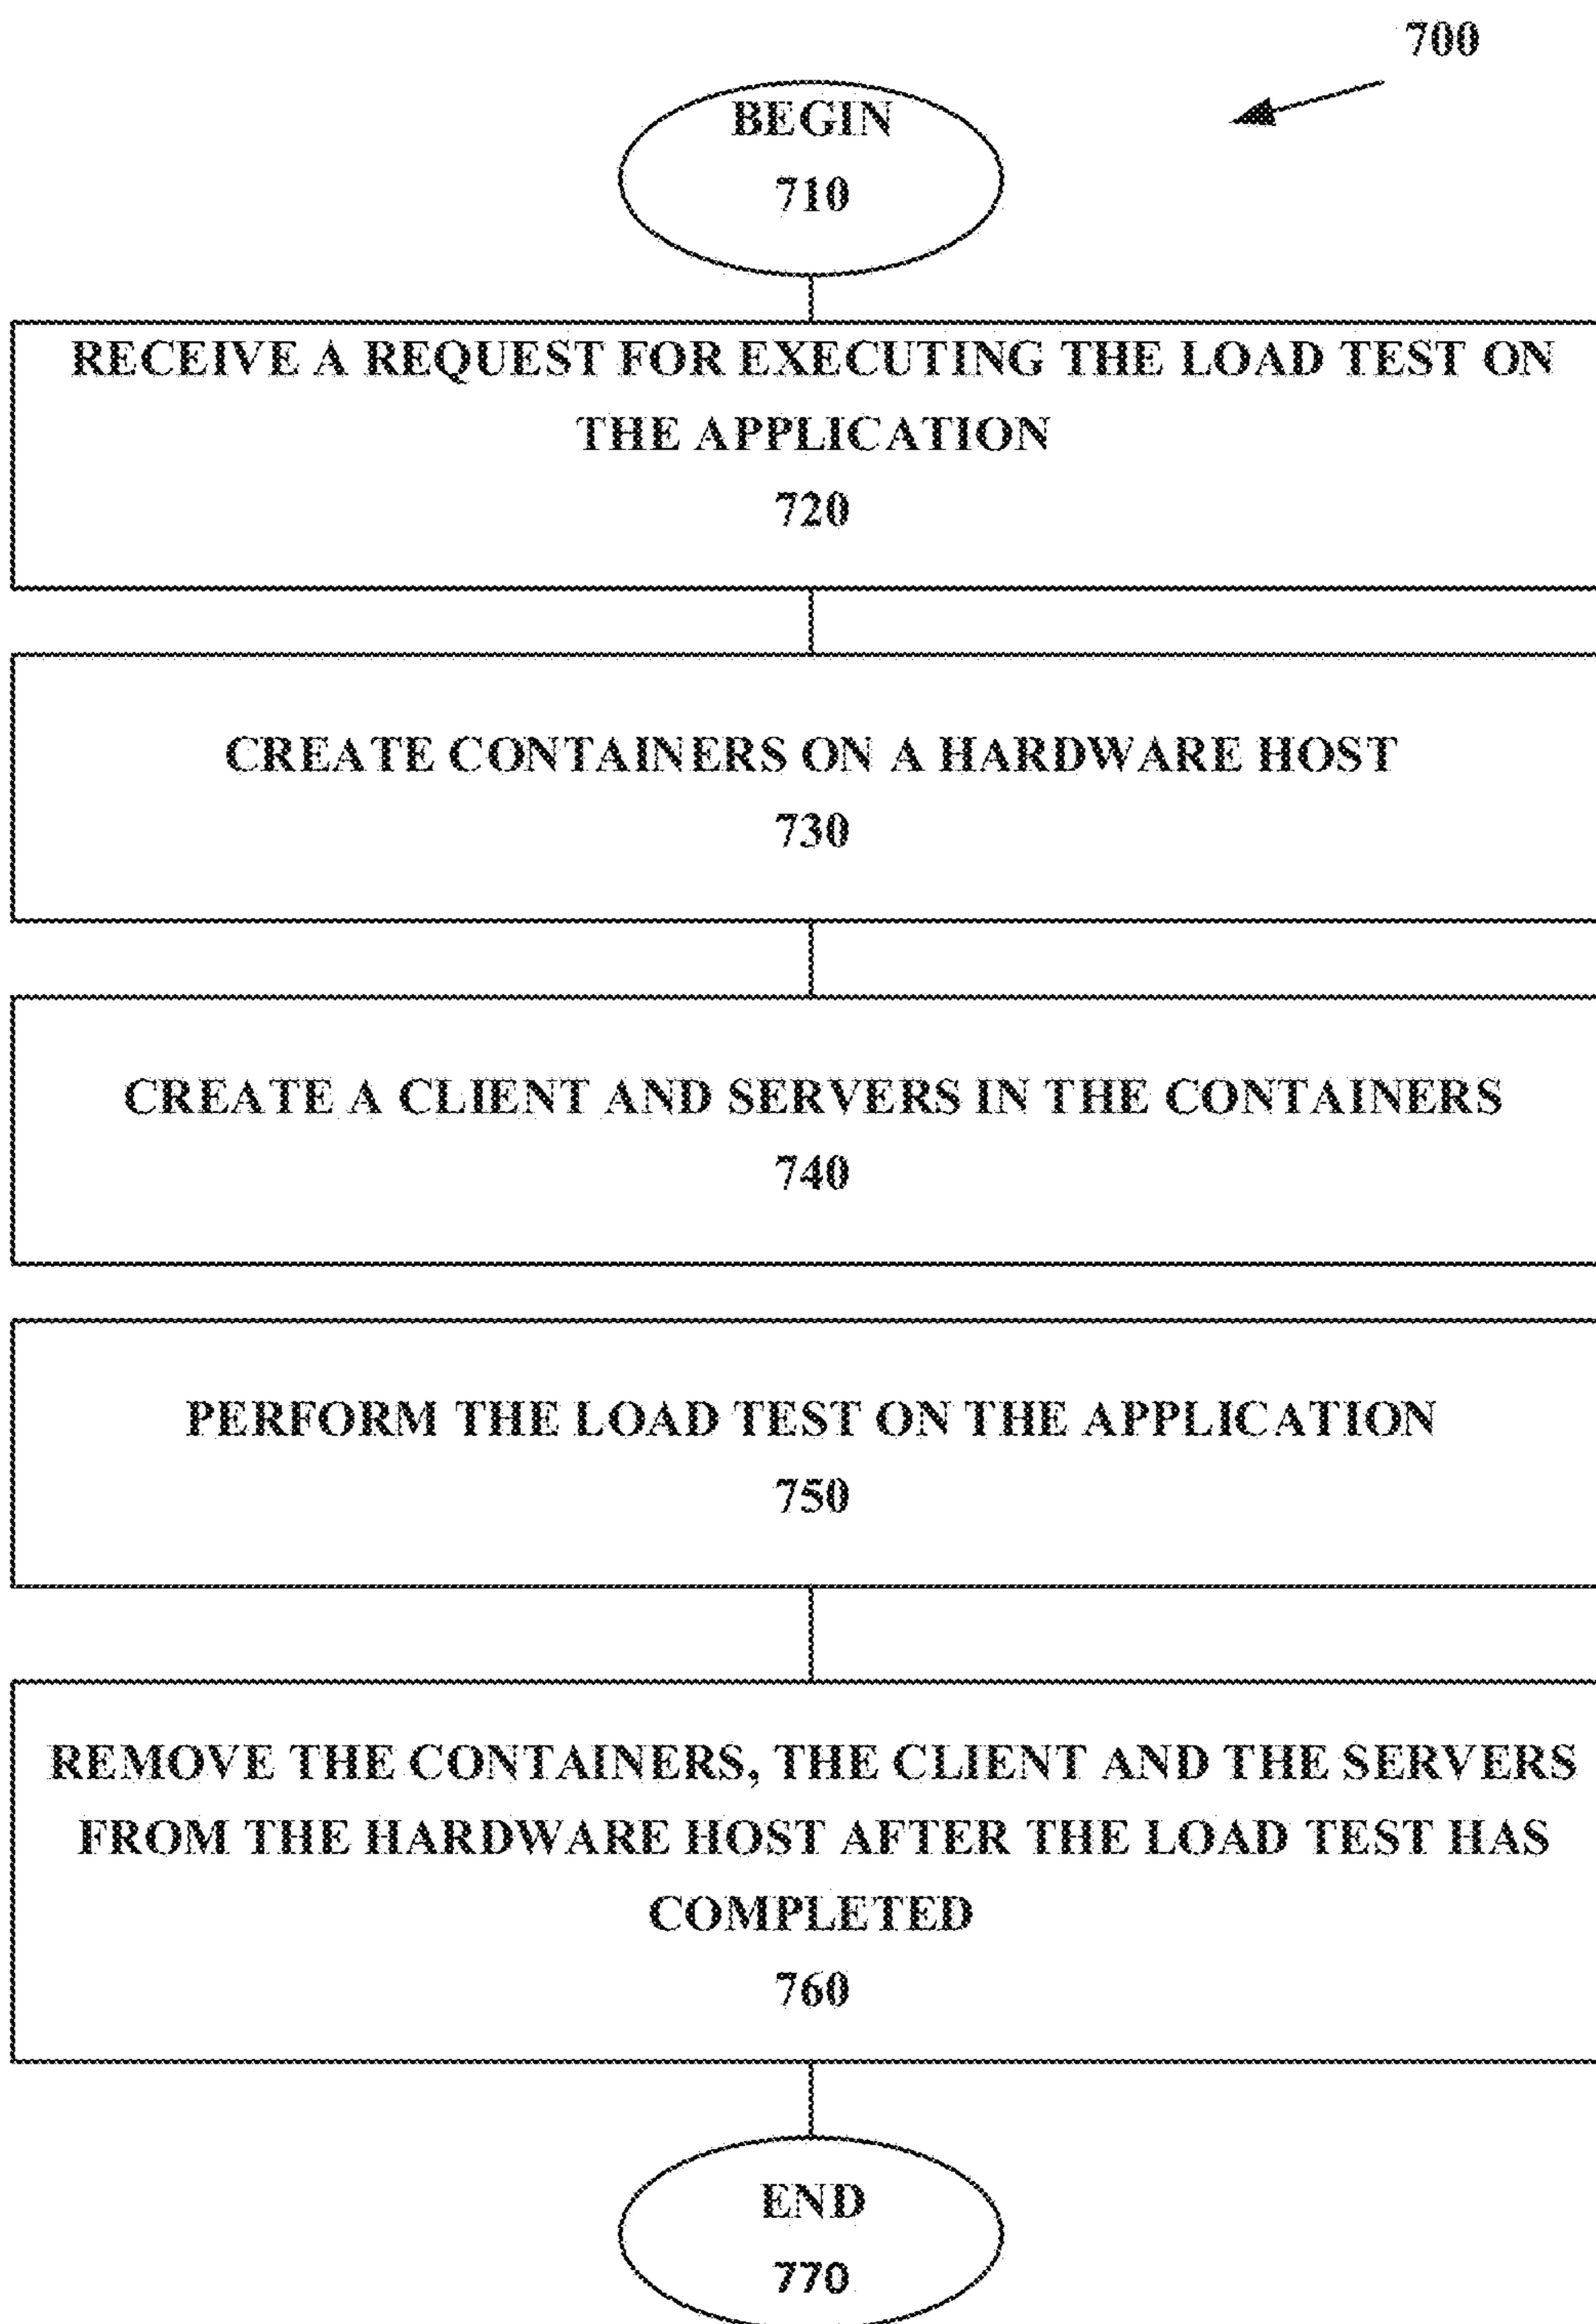 700
BEGIN
710
RECEIVE A REQUEST FOR EXECUTING THE LOAD TEST ON
THE APPLICATION
720
CREATE CONTAINERS ON A HARDWARE HOST
730
CREATE A CLIENT AND SERVERS IN THE CONTAINERS
740
PERFORM THE LOAD TEST ON THE APPLICATION
750
REMOVE THE CONTAINERS, THE CLIENT AND THE SERVERS
FROM THE HARDWARE HOST AFTER THE LOAD TEST HAS
COMPLETED
760
END
770